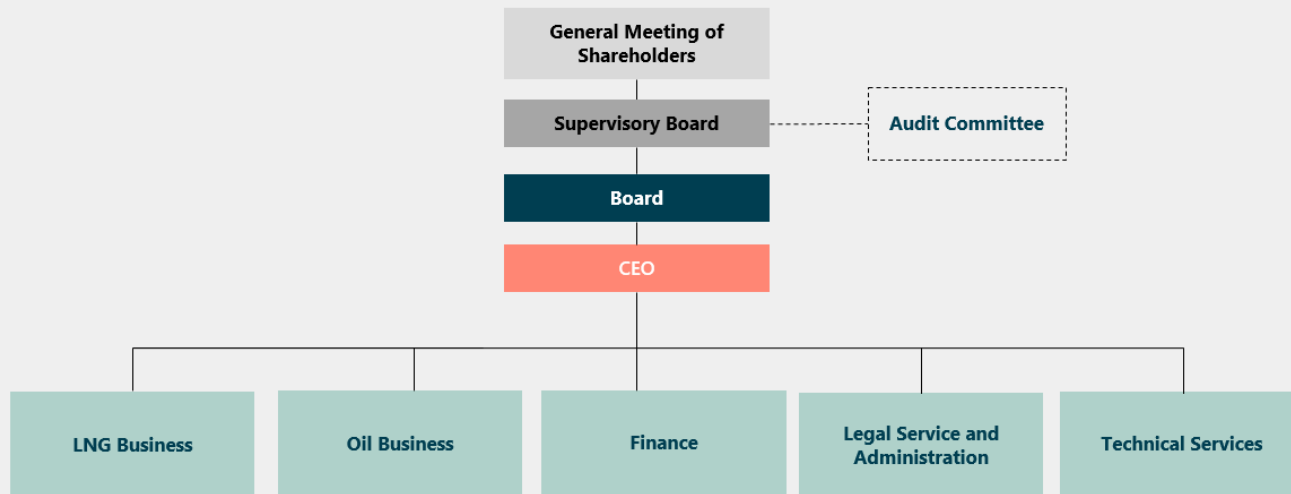 General Meeting of
Shareholders
Supervisory Board
Audit Committee
Board
CEO
LNG Business
Oil Business
Finance
Legal Service and
Administration
Technical Services